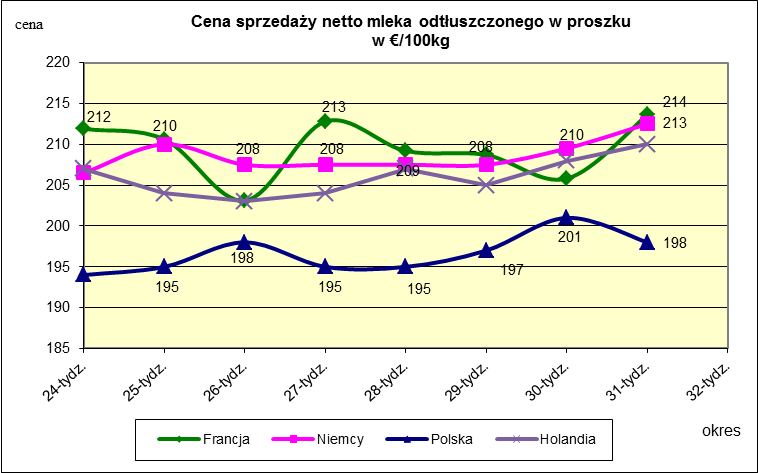 cena
Cena sprzedaży netto mleka odtłuszczonego w proszku
w €/100kg
220
215
210
205
200
195
190
185
212
210
208
213
208
209
208
210
214
213
198
195
195
195
197
201
198
24-tydz.
25-tydz.
26-tydz.
27-tydz.
28-tydz.
29-tydz.
30-tydz.
31-tydz.
32-tydz.
okres
Francja
Niemcy
Polska
Holandia